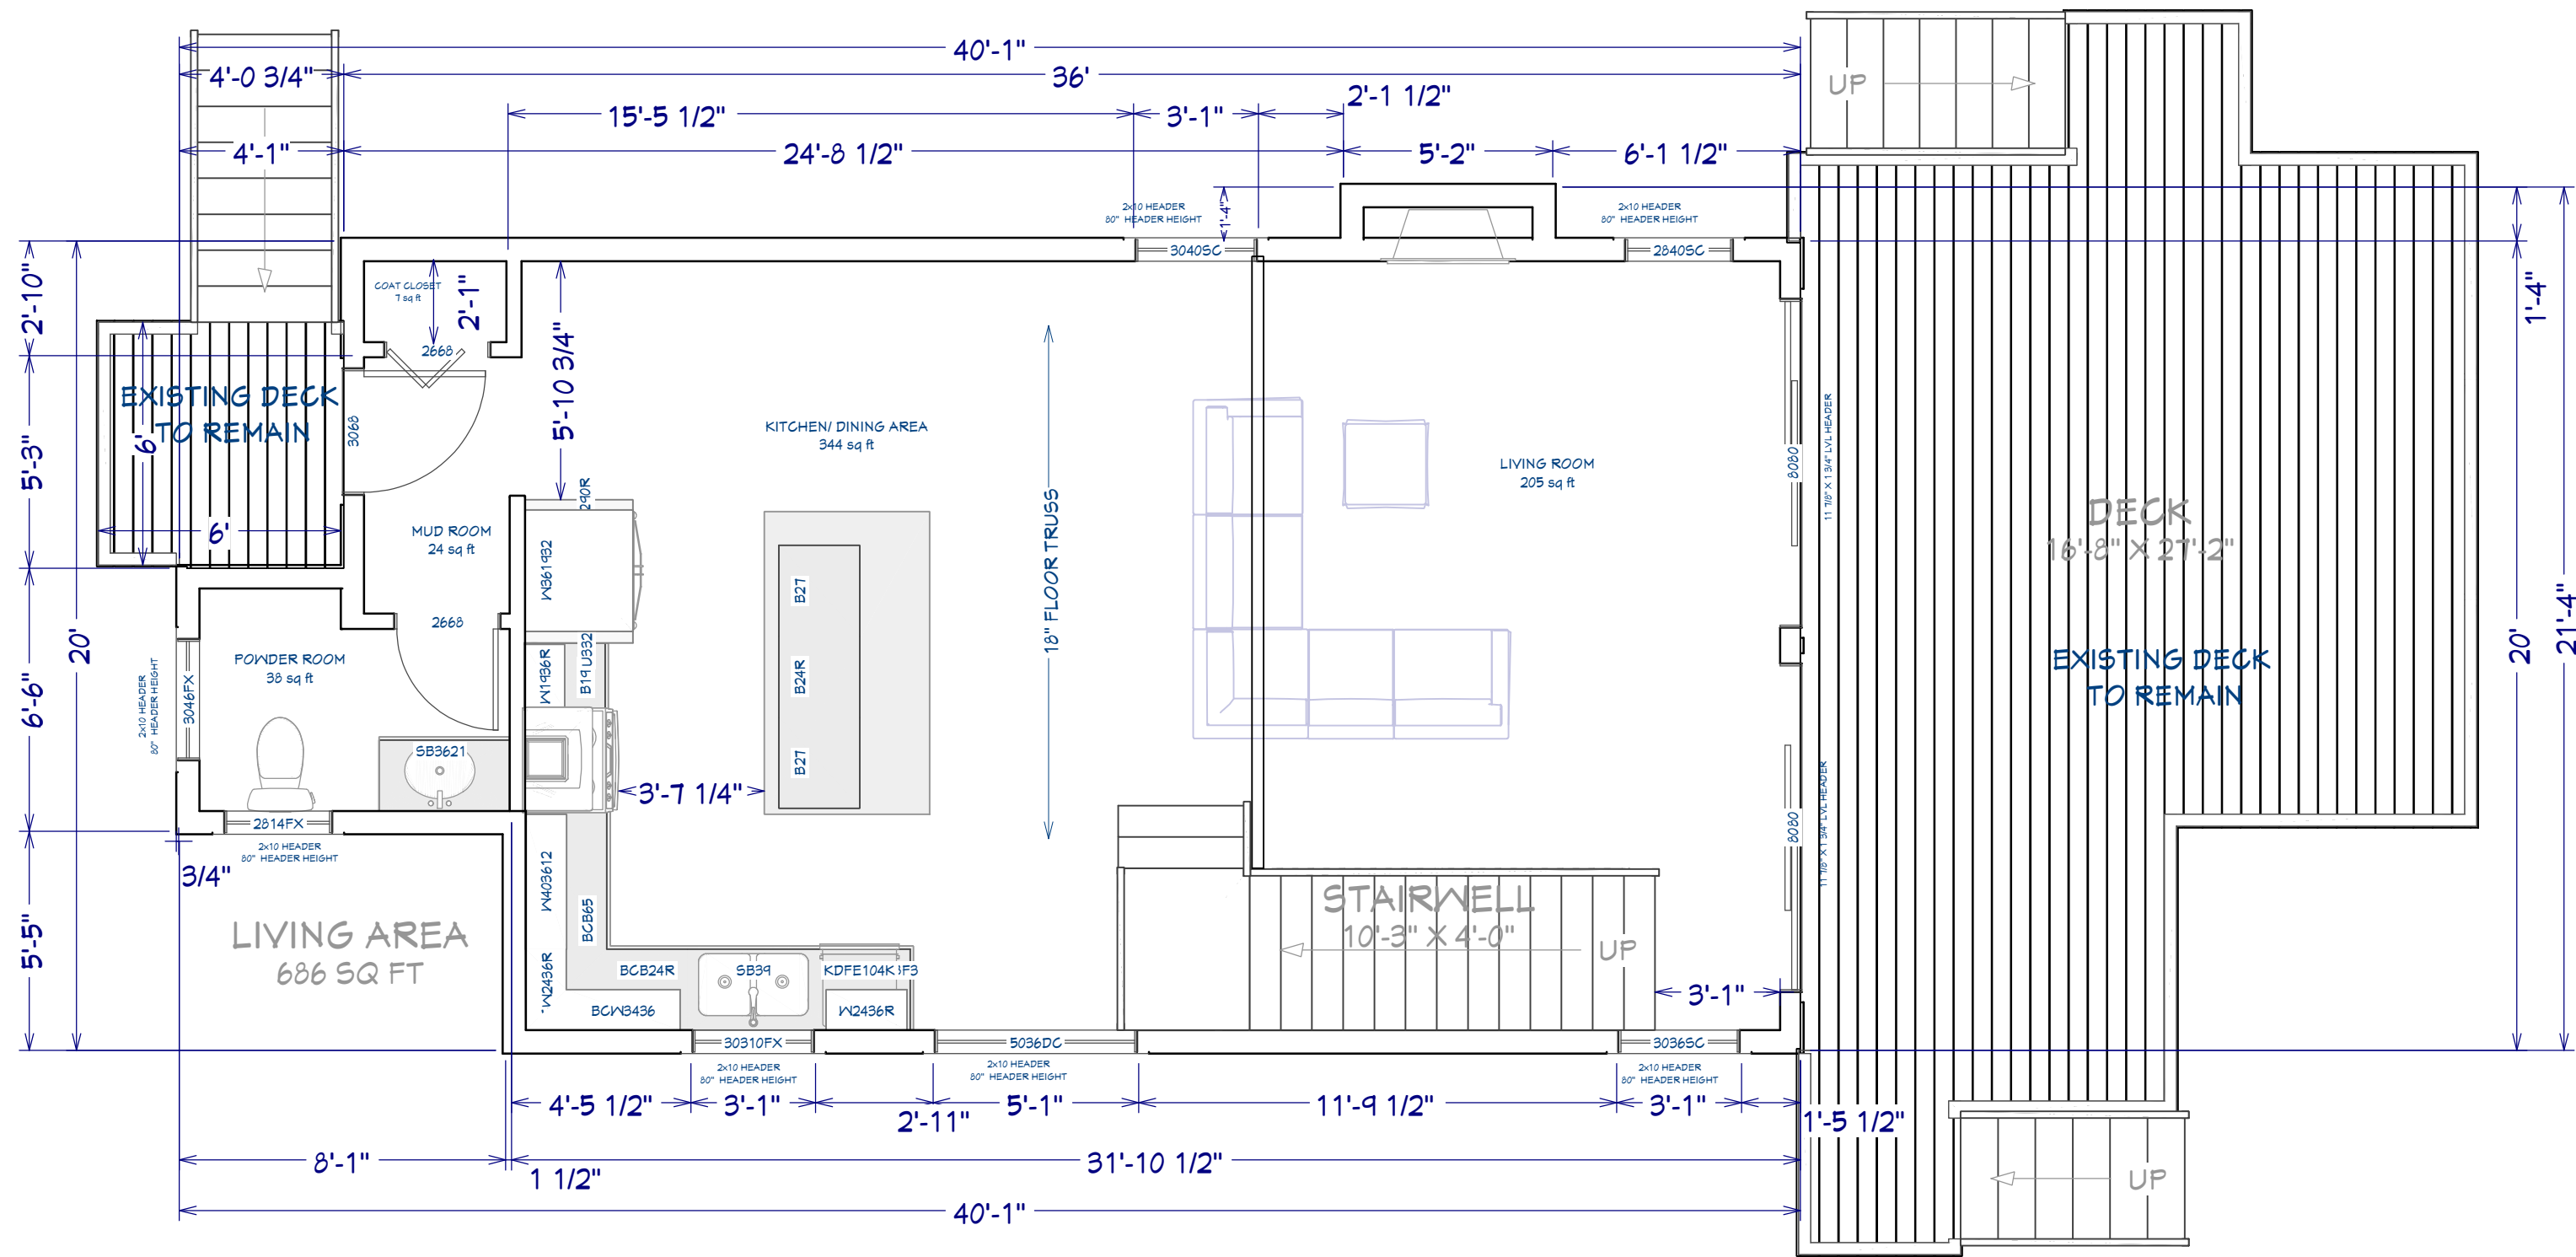 40'-1"
4'-0 3/4"
36'
2'-1 1/2"
15'-5 1/2"
3'-1"
4'-1"
24'-8 1/2"
5'-2"
6'-1 1/2"
UP
2x10 HEADER
80" HEADER HEIGHT
1'-4"
2x10 HEADER
80" HEADER HEIGHT
3040SC
2840SC
COAT CLOSET
7 sq ft
2'-1"
2668
2'-10"
1'-4"
5'-10 3/4"
EXISTING DECK
TO REMAIN
6'
6'
3068
5'-3"
KITCHEN/ DINING AREA
344 sq ft
LIVING ROOM
205 sq ft
8080
11 7/8" X 1 3/4" LVL HEADER
DECK
16'-8" X 27'-2"
MUD ROOM
24 sq ft
290R
W361932
18" FLOOR TRUSS
B27
B24R
B27
20'
20'
21'-4"
2668
POWDER ROOM
38 sq ft
W1936R
B19
U332
EXISTING DECK
TO REMAIN
6'-6"
2x10 HEADER
80" HEADER HEIGHT
3046FX
SB3621
3'-7 1/4"
8080
11 7/8" X 1 3/4" LVL HEADER
2814FX
2x10 HEADER
80" HEADER HEIGHT
3/4"
W403612
BCB65
STAIRWELL
10'-3" X 4'-0"
UP
LIVING AREA
686 SQ FT
5'-5"
W2436R
BCB24R
SB39
KDFE104K
3F3
BCW3436
W2436R
3'-1"
30310FX
5036DC
3036SC
2x10 HEADER
80" HEADER HEIGHT
2x10 HEADER
80" HEADER HEIGHT
2x10 HEADER
80" HEADER HEIGHT
4'-5 1/2"
3'-1"
2'-11"
5'-1"
11'-9 1/2"
3'-1"
1'-5 1/2"
8'-1"
1 1/2"
31'-10 1/2"
UP
40'-1"